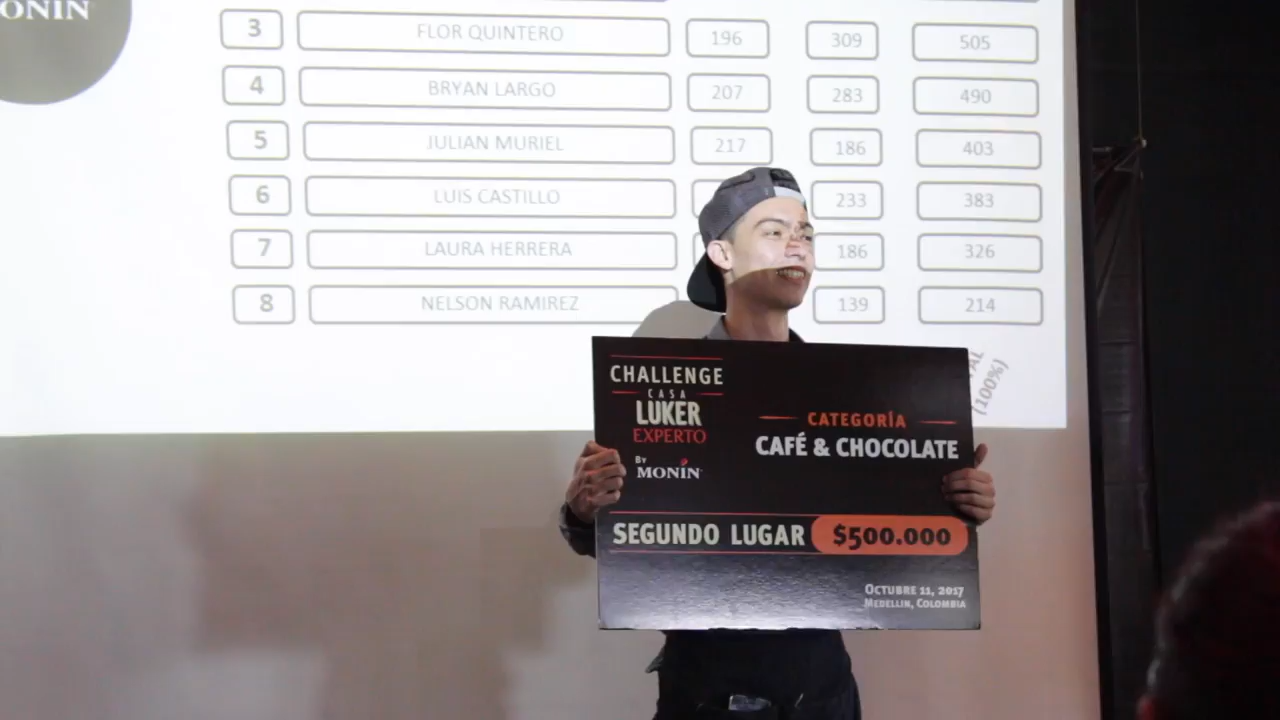 ONIN
3 FLOR QUINTERO 196 309 505
4 BRYAN LARGO 207 283 490
5 JULIAN MURIEL 217 186 403
6 LUIS CASTILLO 233 383
7 LAURA HERRERA 186 326
8 NELSON RAMIREZ 139 214
(100%)
CHALLENGE
CASA
LUKER
EXPERTO
BY
MONIN
CATEGORÍA
CAFÉ & CHOCOLATE
SEGUNDO LUGAR $500.000
OCTUBRE 11, 2017
MEDELLIN, COLOMBIA